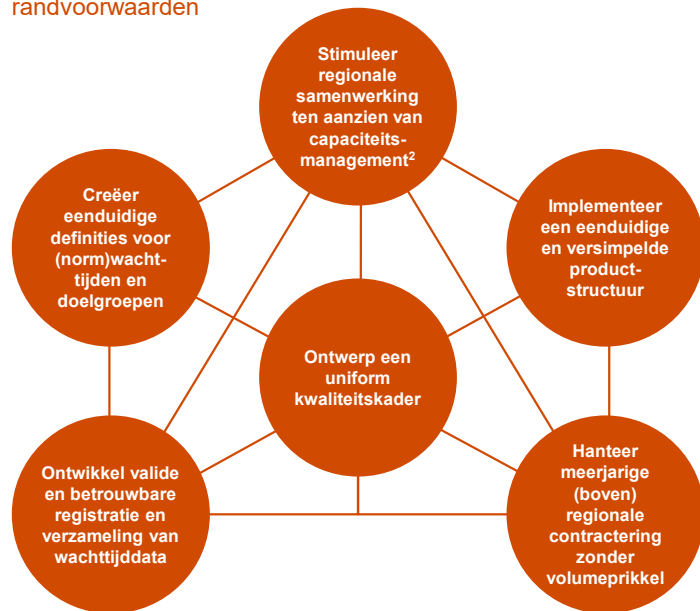 randvoorwaarden
Stimuleer
regionale
samenwerking
ten aanzien van
capaciteits-
management²
Creëer
eenduidige
definities voor
(norm)wacht-
tijden en
doelgroepen
Implementeer
een eenduidige
en versimpelde
product-
structuur
Ontwerp een
uniform
kwaliteitskader
Ontwikkel valide
en betrouwbare
registratie en
verzameling van
wachttijddata
Hanteer
meerjarige
(boven)
regionale
contractering
zonder
volumeprikkel